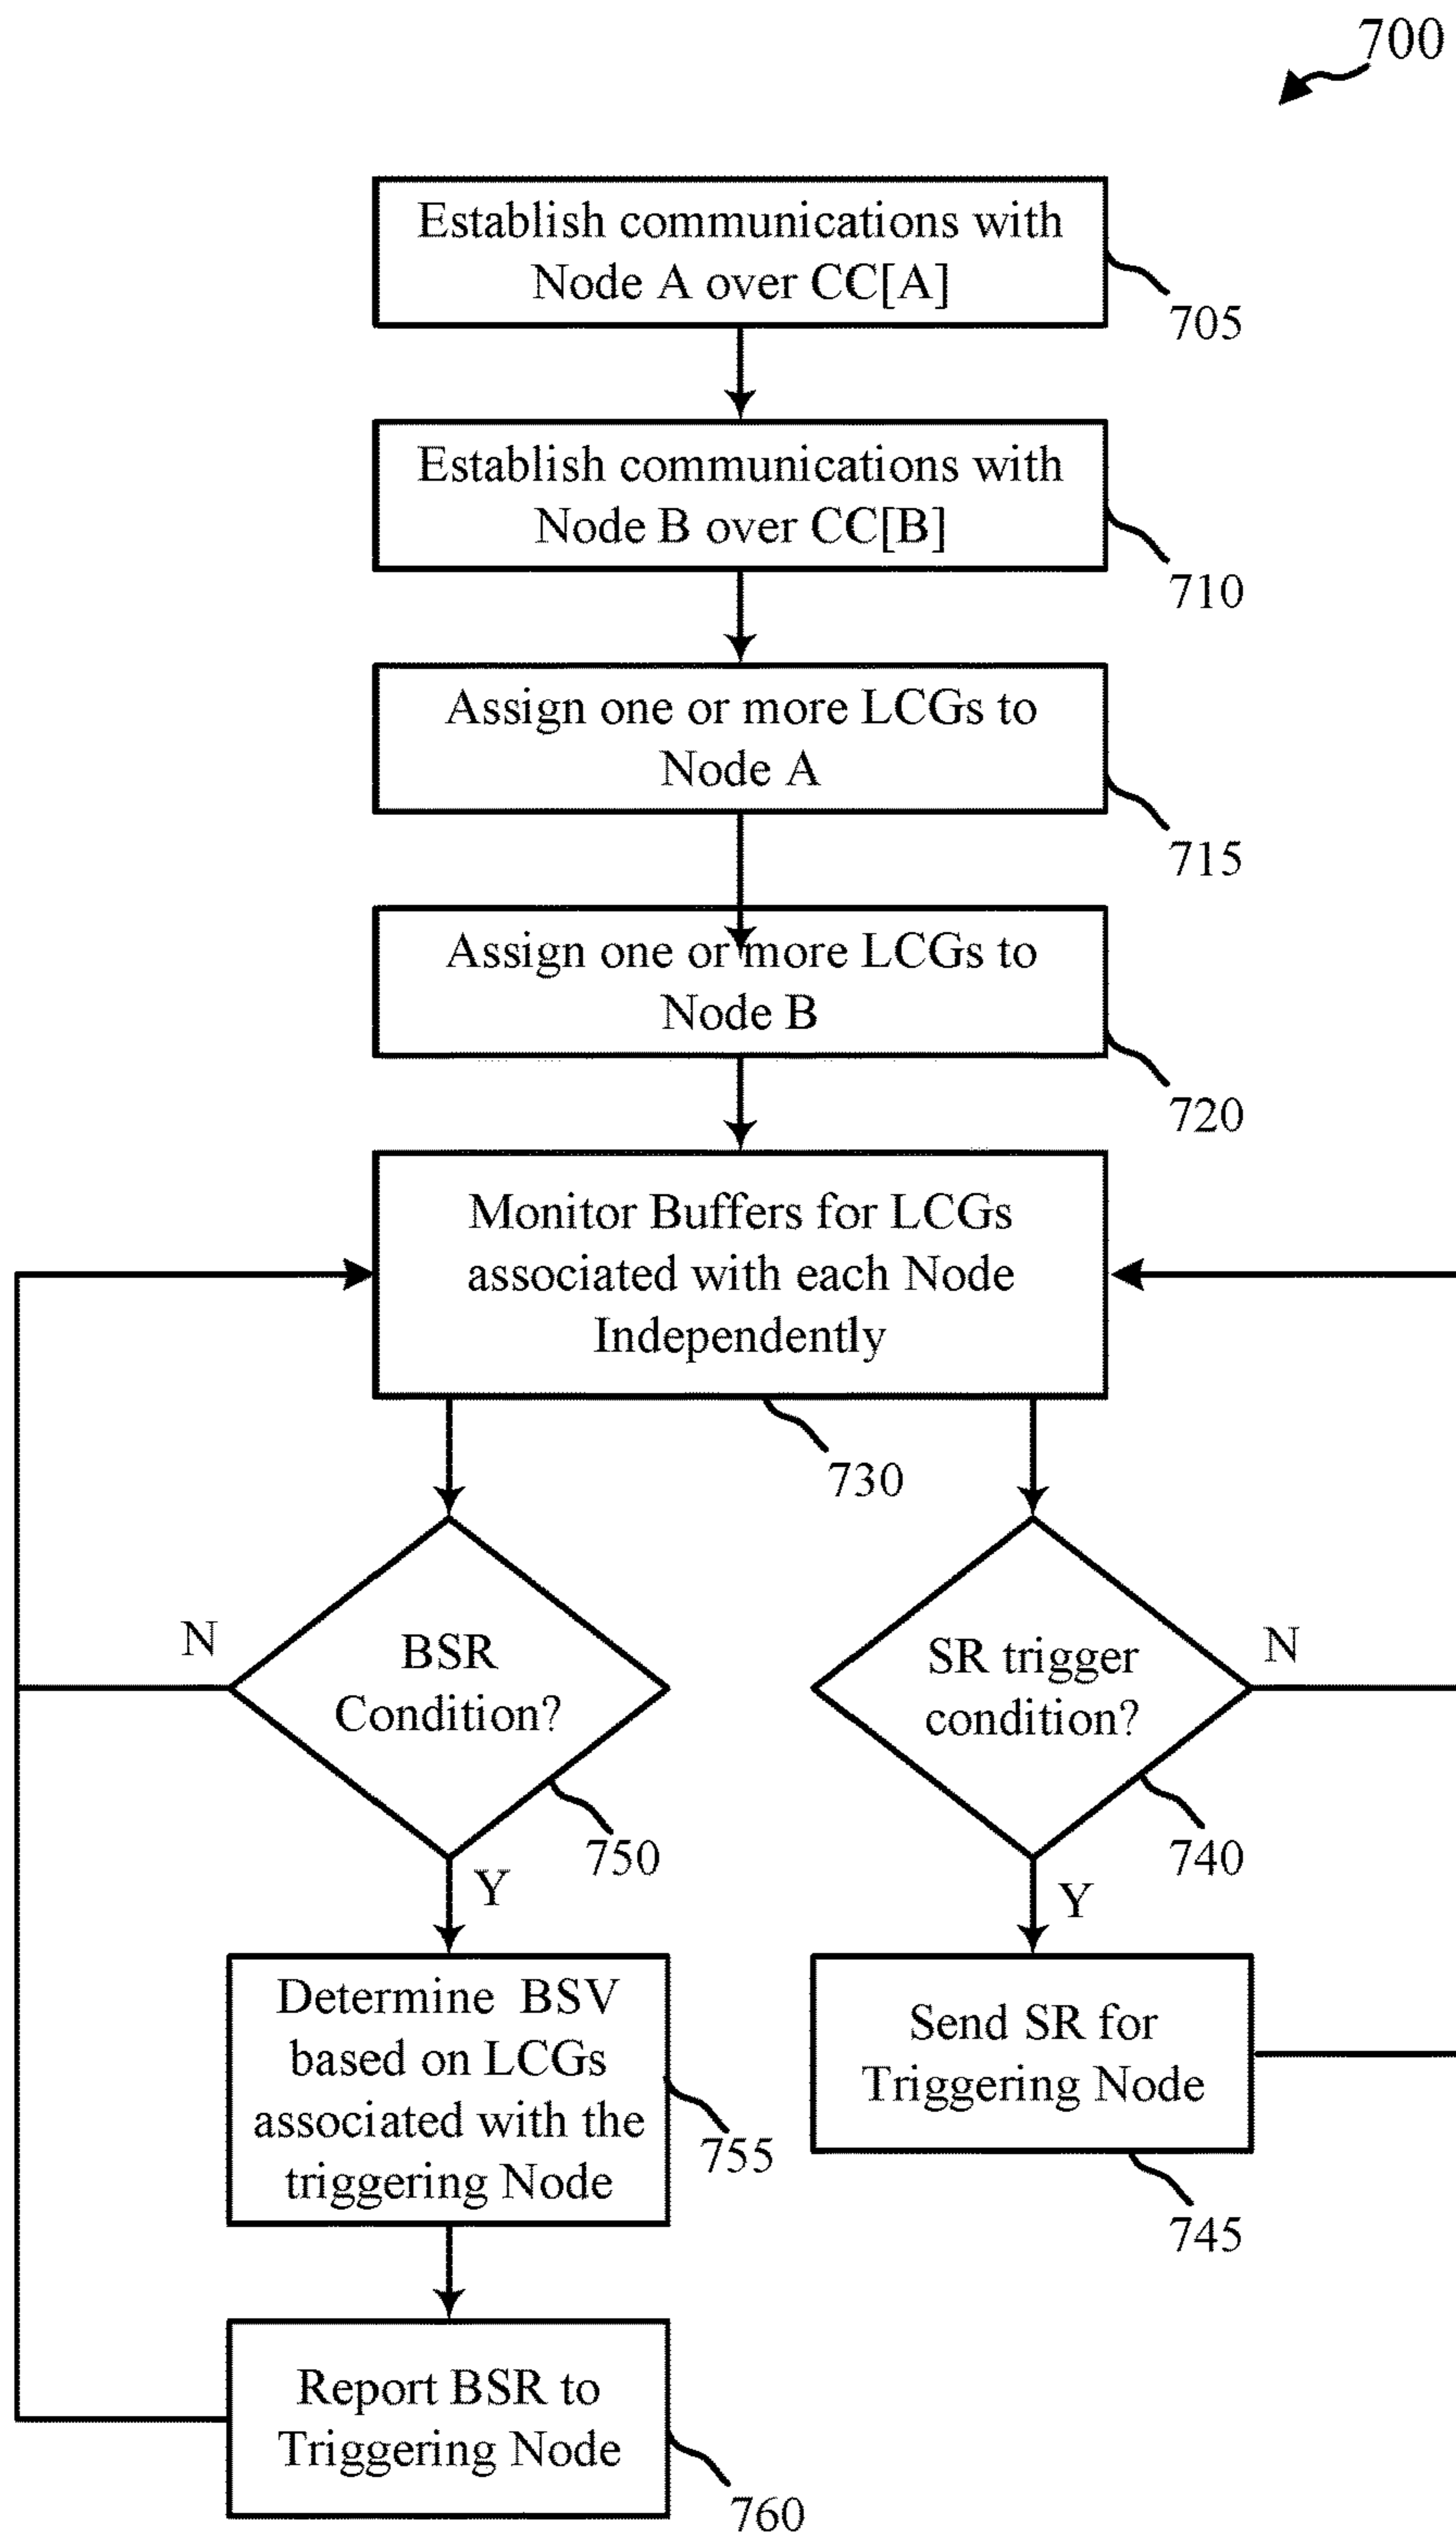 700
Establish communications with
Node A over CC[A]
705
Establish communications with
Node B over CC[B]
710
Assign one or more LCGs to
Node A
715
Assign one or more LCGs to
Node B
720
Monitor Buffers for LCGs
associated with each Node
Independently
730
N
BSR
Condition?
750
Y
SR trigger
condition?
N
740
Y
Determine BSV
based on LCGs
associated with the
triggering Node
755
Send SR for
Triggering Node
745
Report BSR to
Triggering Node
760